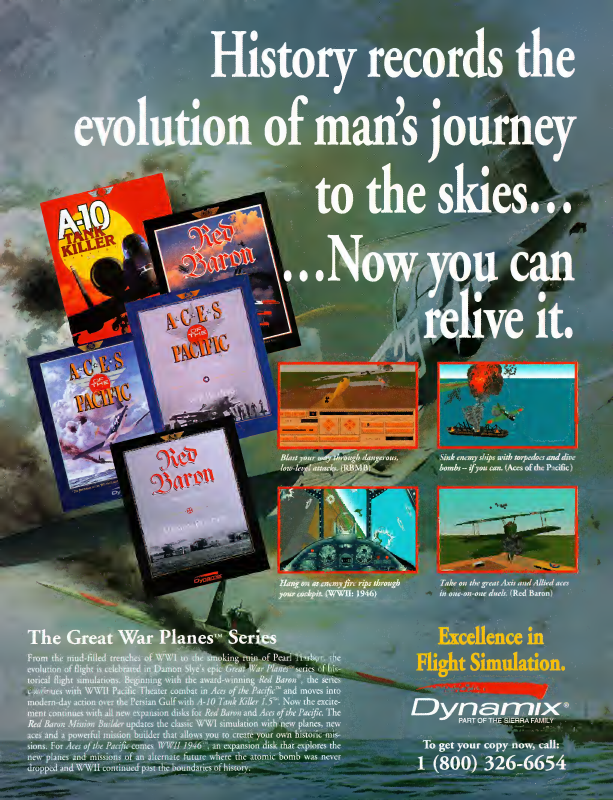 History records the
evolution of man's journey
to the skies...
...Now you can
relive it.
A-10
TANK
KILLER
Red
Baron
A·C·E·S
OF THE
PACIFIC
A·C·E·S
OF THE
PACIFIC
Red
Baron
Dynamix
Blast your way through dangerous,
low-level attacks. (RBMB)
Sink enemy ships with torpedoes and dive
bombs – if you can. (Aces of the Pacific)
Hang on as enemy fire rips through
your cockpit. (WWII: 1946)
Take on the great Axis and Allied aces
in one-on-one duels. (Red Baron)
The Great War Planes™ Series
From the mud-filled trenches of WWI to the smoking ruin of Pearl Harbor, the
evolution of flight is celebrated in Damon Slye's epic Great War Planes™ series of his-
torical flight simulations. Beginning with the award-winning Red Baron®, the series
continues with WWII Pacific Theater combat in Aces of the Pacific™ and moves into
modern-day action over the Persian Gulf with A-10 Tank Killer 1.5™. Now the excite-
ment continues with all new expansion disks for Red Baron and Aces of the Pacific. The
Red Baron Mission Builder updates the classic WWI simulation with new planes, new
aces and a powerful mission builder that allows you to create your own historic mis-
sions. For Aces of the Pacific comes WWII 1946™, an expansion disk that explores the
new planes and missions of an alternate future where the atomic bomb was never
dropped and WWII continued past the boundaries of history.
Excellence in
Flight Simulation.
Dynamix®
PART OF THE SIERRA FAMILY
To get your copy now, call:
1 (800) 326-6654